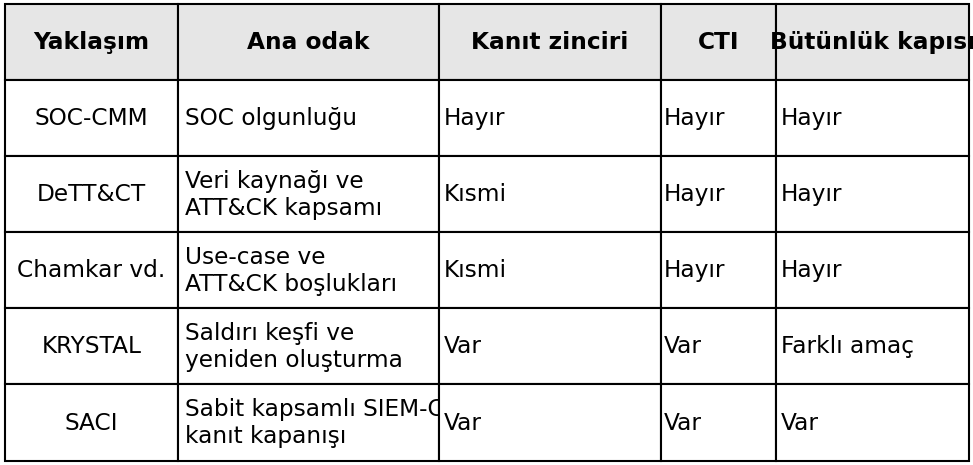 Yaklaşım Ana odak Kanıt zinciri CTI Bütünlük kapısı
SOC-CMM SOC olgunluğu Hayır Hayır Hayır
DeTT&CT Veri kaynağı ve
ATT&CK kapsamı Kısmi Hayır Hayır
Chamkar vd. Use-case ve
ATT&CK boşlukları Kısmi Hayır Hayır
KRYSTAL Saldırı keşfi ve
yeniden oluşturma Var Var Farklı amaç
SACI Sabit kapsamlı SIEM-C
kanıt kapanışı Var Var Var